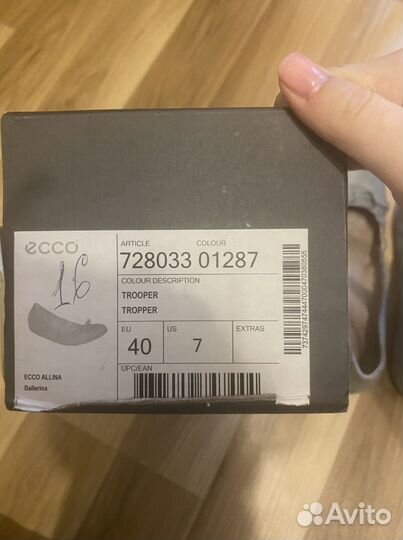 ecco
16
ECCO ALLINA
Ballerina
ARTICLE COLOUR
728033 01287
COLOUR DESCRIPTION
TROOPER
TROPPER
EU US EXTRAS
40 7
UPC/EAN
Avito